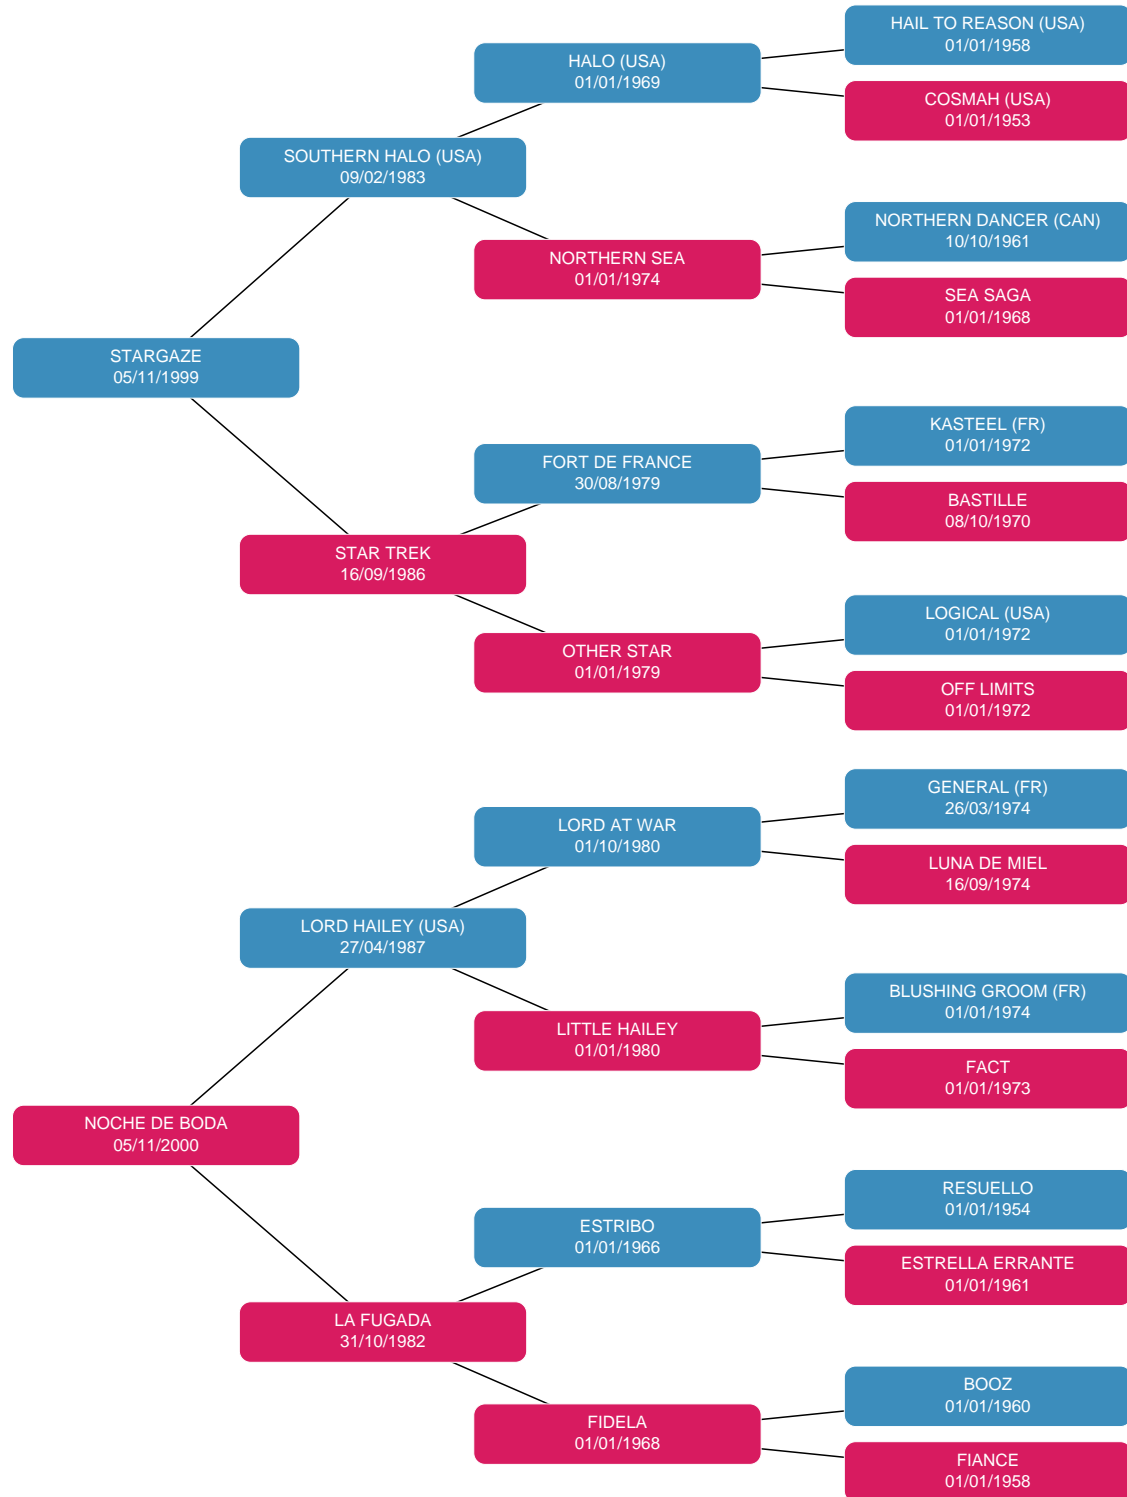 HAIL TO REASON (USA)
01/01/1958
HALO (USA)
01/01/1969
COSMAH (USA)
01/01/1953
SOUTHERN HALO (USA)
09/02/1983
NORTHERN DANCER (CAN)
10/10/1961
NORTHERN SEA
01/01/1974
SEA SAGA
01/01/1968
STARGAZE
05/11/1999
KASTEEL (FR)
01/01/1972
FORT DE FRANCE
30/08/1979
BASTILLE
08/10/1970
STAR TREK
16/09/1986
LOGICAL (USA)
01/01/1972
OTHER STAR
01/01/1979
OFF LIMITS
01/01/1972
GENERAL (FR)
26/03/1974
LORD AT WAR
01/10/1980
LUNA DE MIEL
16/09/1974
LORD HAILEY (USA)
27/04/1987
BLUSHING GROOM (FR)
01/01/1974
LITTLE HAILEY
01/01/1980
FACT
01/01/1973
NOCHE DE BODA
05/11/2000
RESUELLO
01/01/1954
ESTRIBO
01/01/1966
ESTRELLA ERRANTE
01/01/1961
LA FUGADA
31/10/1982
BOOZ
01/01/1960
FIDELA
01/01/1968
FIANCE
01/01/1958